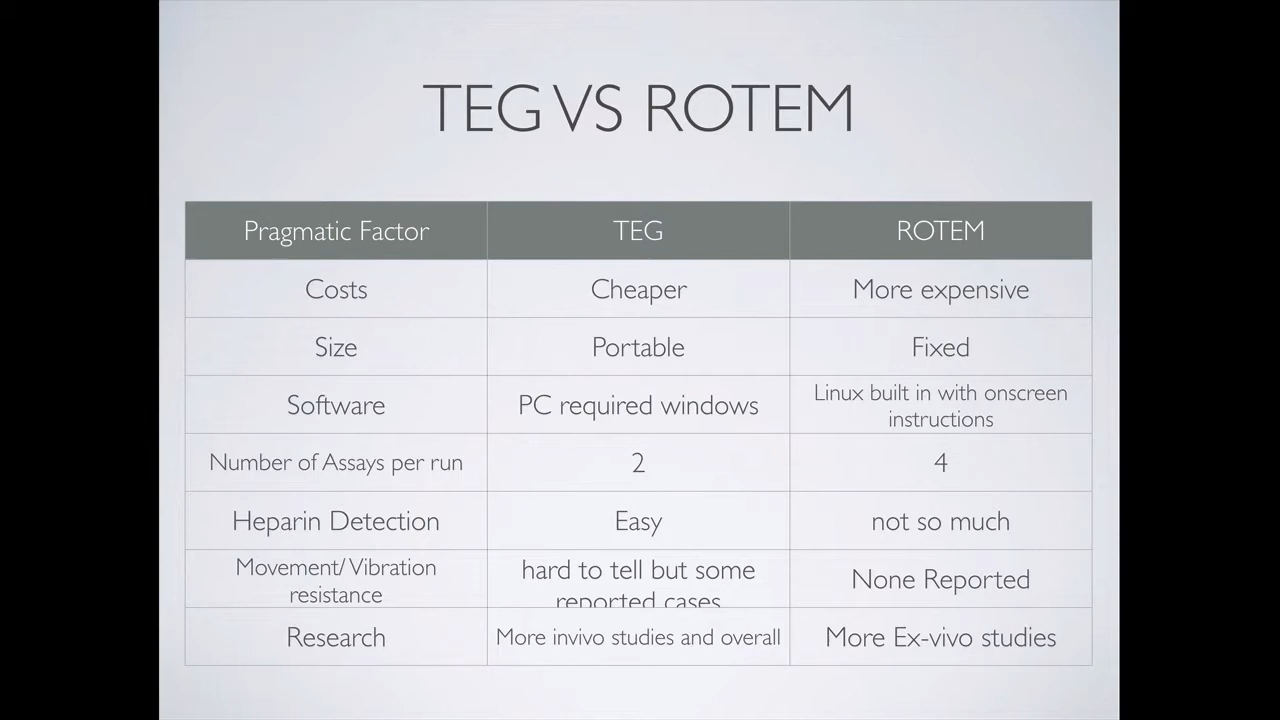 TEG VS ROTEM
Pragmatic Factor TEG ROTEM
Costs Cheaper More expensive
Size Portable Fixed
Software PC required windows Linux built in with onscreen
instructions
Number of Assays per run 2 4
Heparin Detection Easy not so much
Movement/ Vibration
resistance
hard to tell but some
reported cases
None Reported
Research More invivo studies and overall More Ex-vivo studies